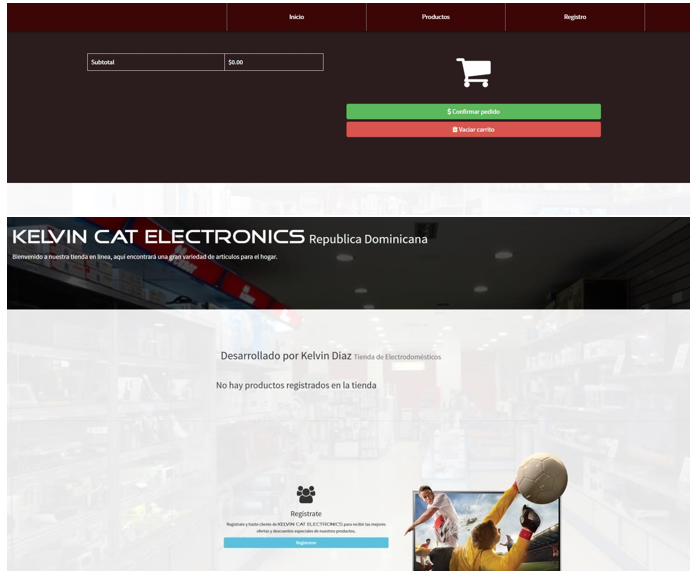 Inicio Productos Registro
Subtotal $0.00
$ Confirmar pedido
Vaciar carrito
KELVIN CAT ELECTRONICS Republica Dominicana
Bienvenido a nuestra tienda en linea, aquí encontrará una gran variedad de articulos para el hogar.
Desarrollado por Kelvin Diaz Tienda de Electrodomésticos
No hay productos registrados en la tienda
Registrate
Registrate y hazte cliente de KELVIN CAT ELECTRONICS para recibir las mejores
ofertas y descuentos especiales de nuestros productos.
Registrarse